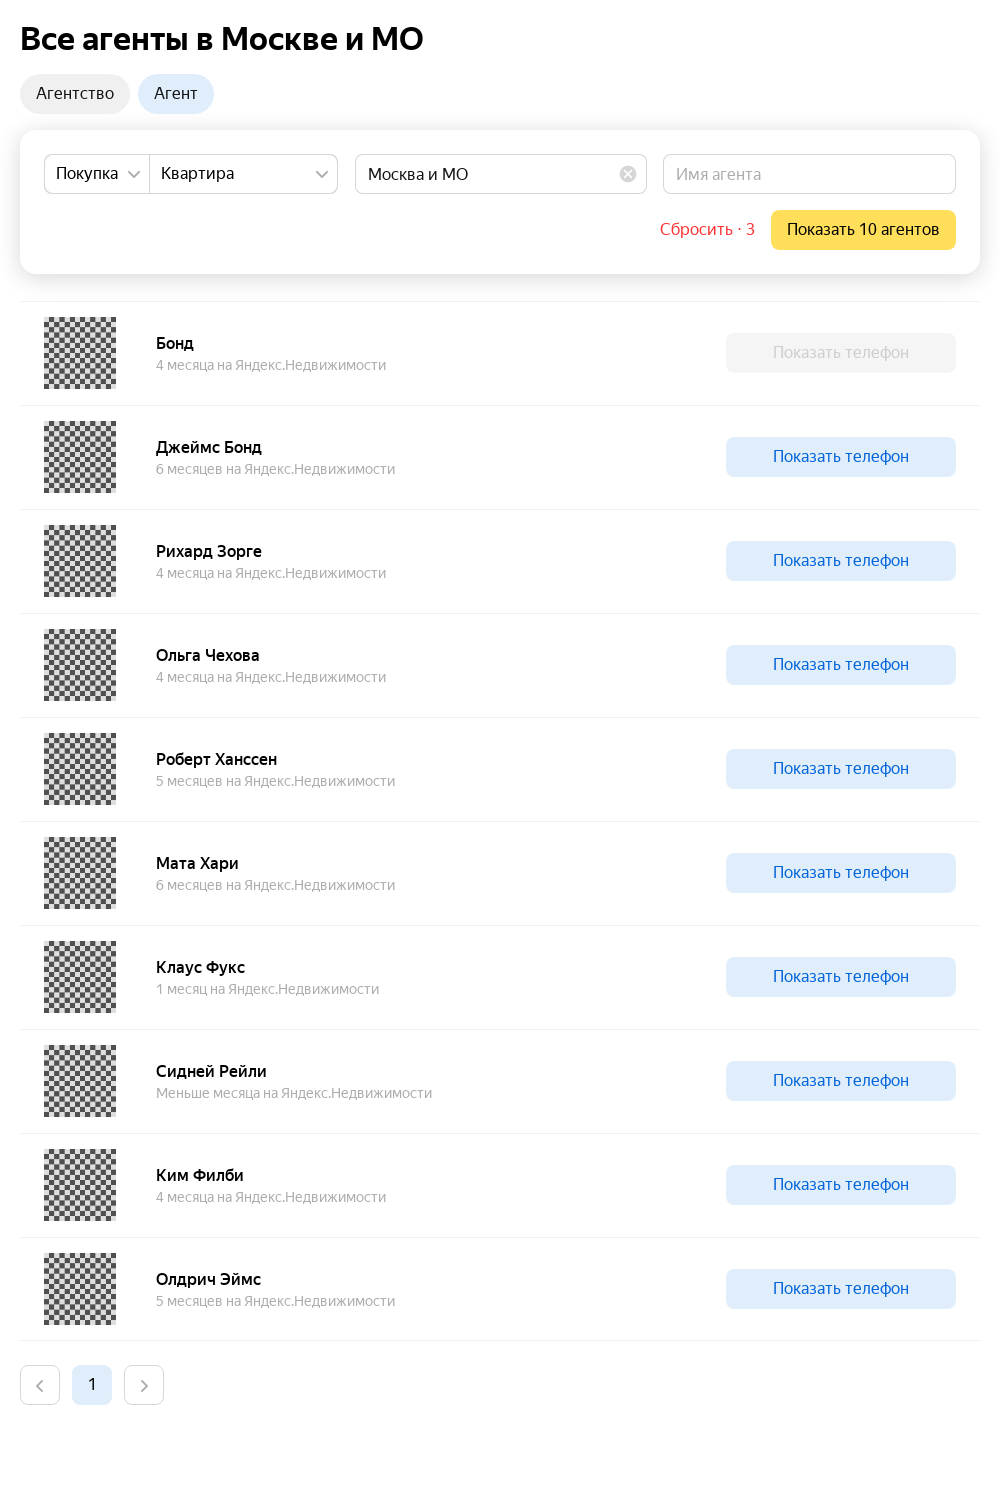 Все агенты в Москве и МО
Агентство Агент
Покупка Квартира Москва и МО Имя агента
Сбросить · 3 Показать 10 агентов
Бонд
4 месяца на Яндекс.Недвижимости
Показать телефон
Джеймс Бонд
6 месяцев на Яндекс.Недвижимости
Показать телефон
Рихард Зорге
4 месяца на Яндекс.Недвижимости
Показать телефон
Ольга Чехова
4 месяца на Яндекс.Недвижимости
Показать телефон
Роберт Ханссен
5 месяцев на Яндекс.Недвижимости
Показать телефон
Мата Хари
6 месяцев на Яндекс.Недвижимости
Показать телефон
Клаус Фукс
1 месяц на Яндекс.Недвижимости
Показать телефон
Сидней Рейли
Меньше месяца на Яндекс.Недвижимости
Показать телефон
Ким Филби
4 месяца на Яндекс.Недвижимости
Показать телефон
Олдрич Эймс
5 месяцев на Яндекс.Недвижимости
Показать телефон
1